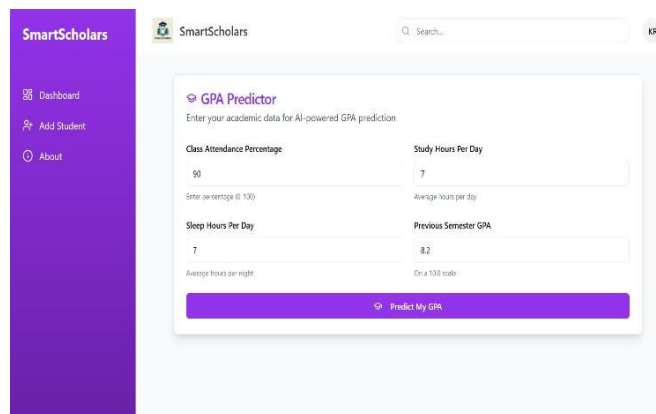 SmartScholars
SmartScholars
Search...
KR
Dashboard
Add Student
About
GPA Predictor
Enter your academic data for AI-powered GPA prediction
Class Attendance Percentage
Study Hours Per Day
90
7
Enter percentage (0-100)
Average hours per day
Sleep Hours Per Day
Previous Semester GPA
7
8.2
Average hours per night
On a 10.0 scale
Predict My GPA